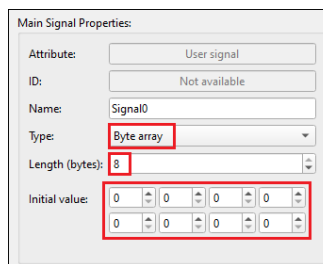 Main Signal Properties:
Attribute: User signal
ID: Not available
Name: Signal0
Type: Byte array
Length (bytes): 8
Initial value: 0 0 0 0
0 0 0 0